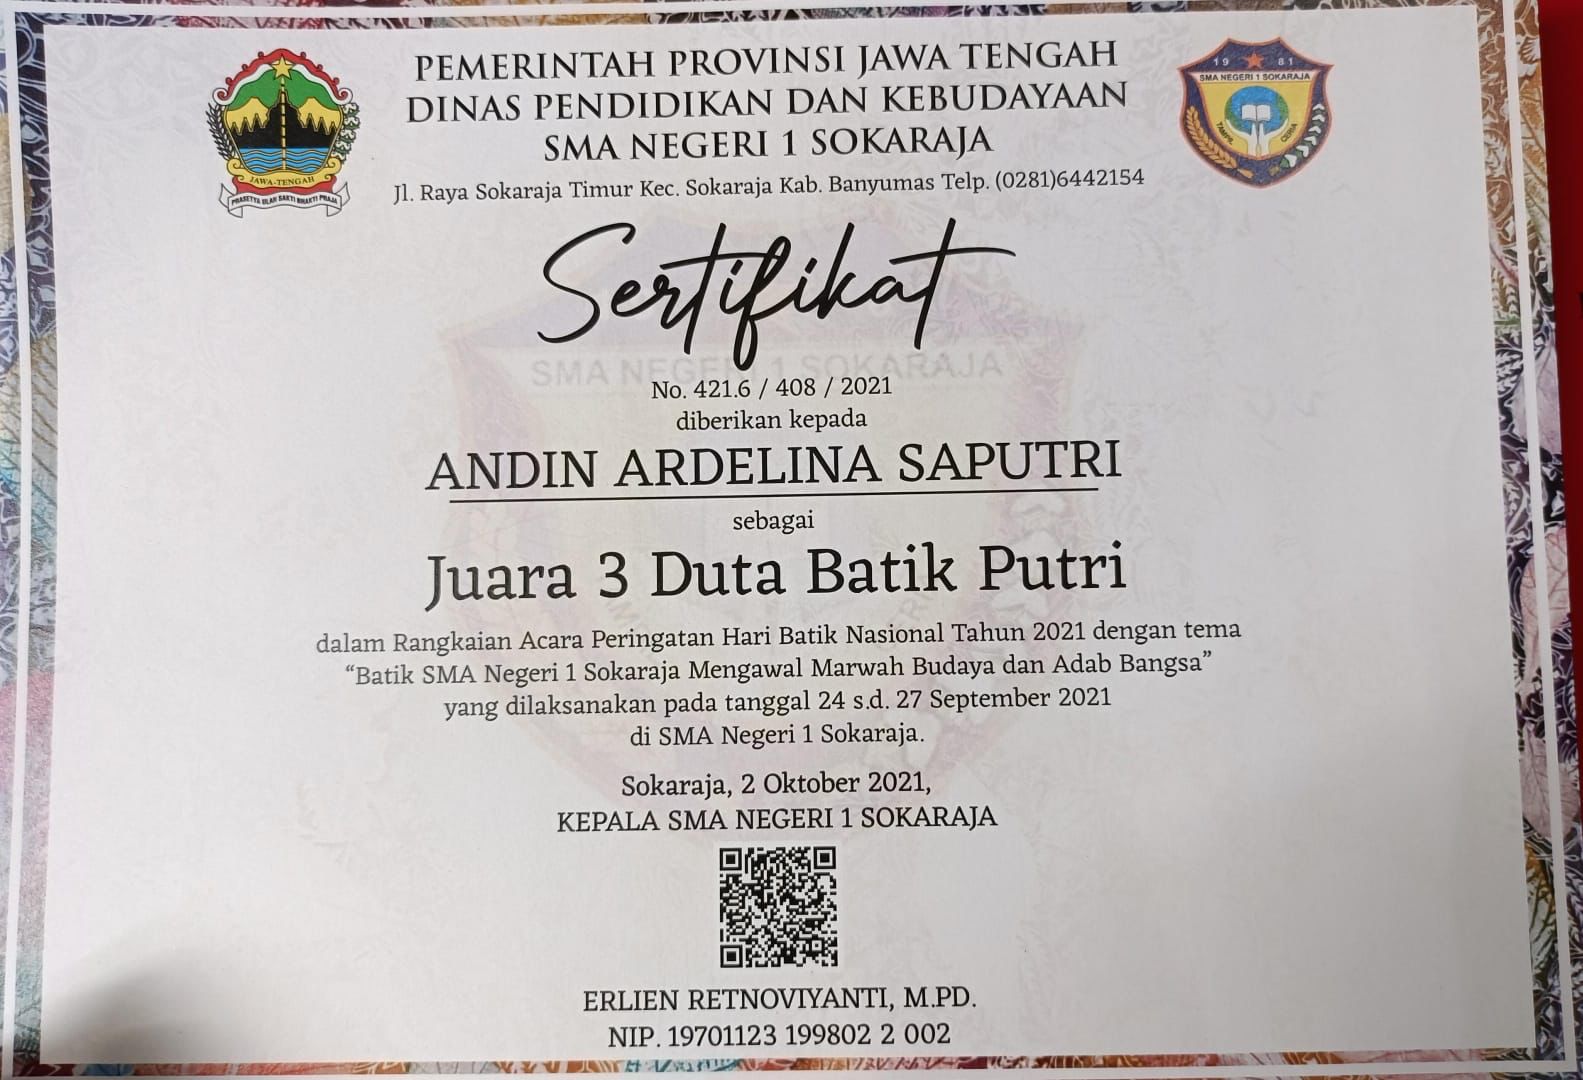 PEMERINTAH PROVINSI JAWA TENGAH
DINAS PENDIDIKAN DAN KEBUDAYAAN
SMA NEGERI 1 SOKARAJA
Jl. Raya Sokaraja Timur Kec. Sokaraja Kab. Banyumas Telp. (0281)6442154
JAWA-TENGAH
PRASETYA ULAH SAKTI BHAKTI PRAJA
19 81
SMA NEGERI 1 SOKARAJA
TAMPIL CERIA
Sertifikat
SMA NEGERI 1 SOKARAJA
No. 421.6 / 408 / 2021
diberikan kepada
ANDIN ARDELINA SAPUTRI
sebagai
Juara 3 Duta Batik Putri
dalam Rangkaian Acara Peringatan Hari Batik Nasional Tahun 2021 dengan tema
“Batik SMA Negeri 1 Sokaraja Mengawal Marwah Budaya dan Adab Bangsa”
yang dilaksanakan pada tanggal 24 s.d. 27 September 2021
di SMA Negeri 1 Sokaraja.
Sokaraja, 2 Oktober 2021,
KEPALA SMA NEGERI 1 SOKARAJA
ERLIEN RETNOVIYANTI, M.PD.
NIP. 19701123 199802 2 002